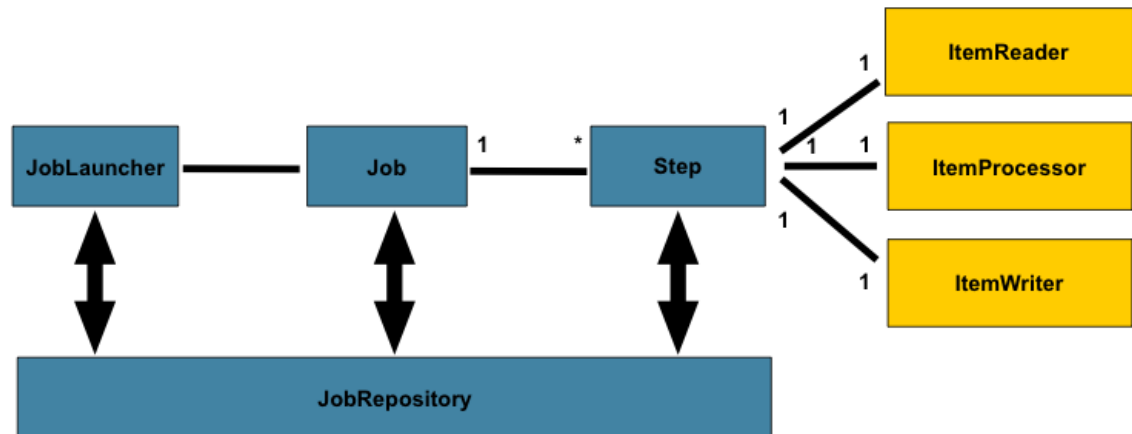 ItemReader
1
1
JobLauncher
Job
1
*
Step
1
1
ItemProcessor
1
1
ItemWriter
JobRepository